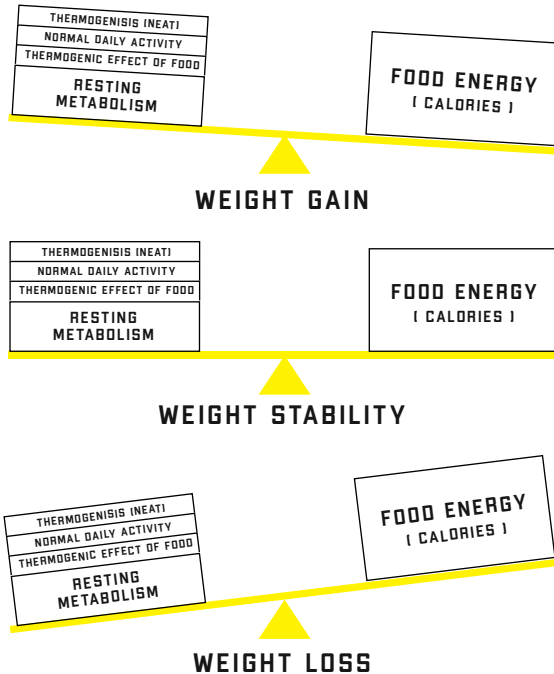 THERMOGENISIS (NEAT)
NORMAL DAILY ACTIVITY
THERMOGENIC EFFECT OF FOOD
RESTING
METABOLISM
FOOD ENERGY
( CALORIES )
WEIGHT GAIN
THERMOGENISIS (NEAT)
NORMAL DAILY ACTIVITY
THERMOGENIC EFFECT OF FOOD
RESTING
METABOLISM
FOOD ENERGY
( CALORIES )
WEIGHT STABILITY
THERMOGENISIS (NEAT)
NORMAL DAILY ACTIVITY
THERMOGENIC EFFECT OF FOOD
RESTING
METABOLISM
FOOD ENERGY
( CALORIES )
WEIGHT LOSS